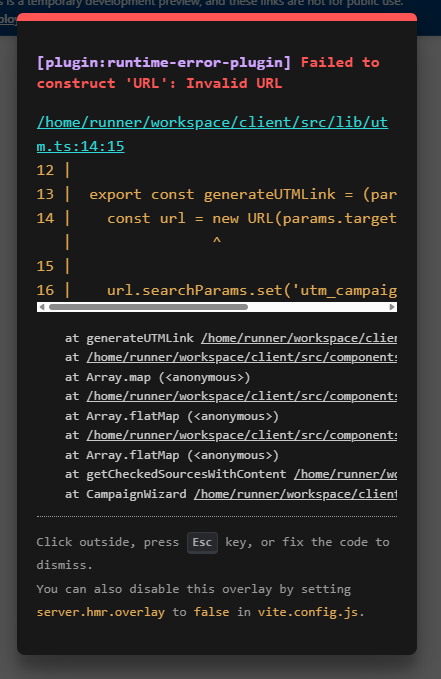 is a temporary development preview, and these links are not for public use.
[plugin:runtime-error-plugin] Failed to
construct 'URL': Invalid URL
/home/runner/workspace/client/src/lib/ut
m.ts:14:15
12 |
13 |  export const generateUTMLink = (par
14 |    const url = new URL(params.target
   |              ^
15 |
16 |    url.searchParams.set('utm_campaig
at generateUTMLink /home/runner/workspace/clien
at /home/runner/workspace/client/src/components
at Array.map (<anonymous>)
at /home/runner/workspace/client/src/components
at Array.flatMap (<anonymous>)
at /home/runner/workspace/client/src/components
at Array.flatMap (<anonymous>)
at getCheckedSourcesWithContent /home/runner/wo
at CampaignWizard /home/runner/workspace/client
Click outside, press Esc key, or fix the code to
dismiss.
You can also disable this overlay by setting
server.hmr.overlay to false in vite.config.js.